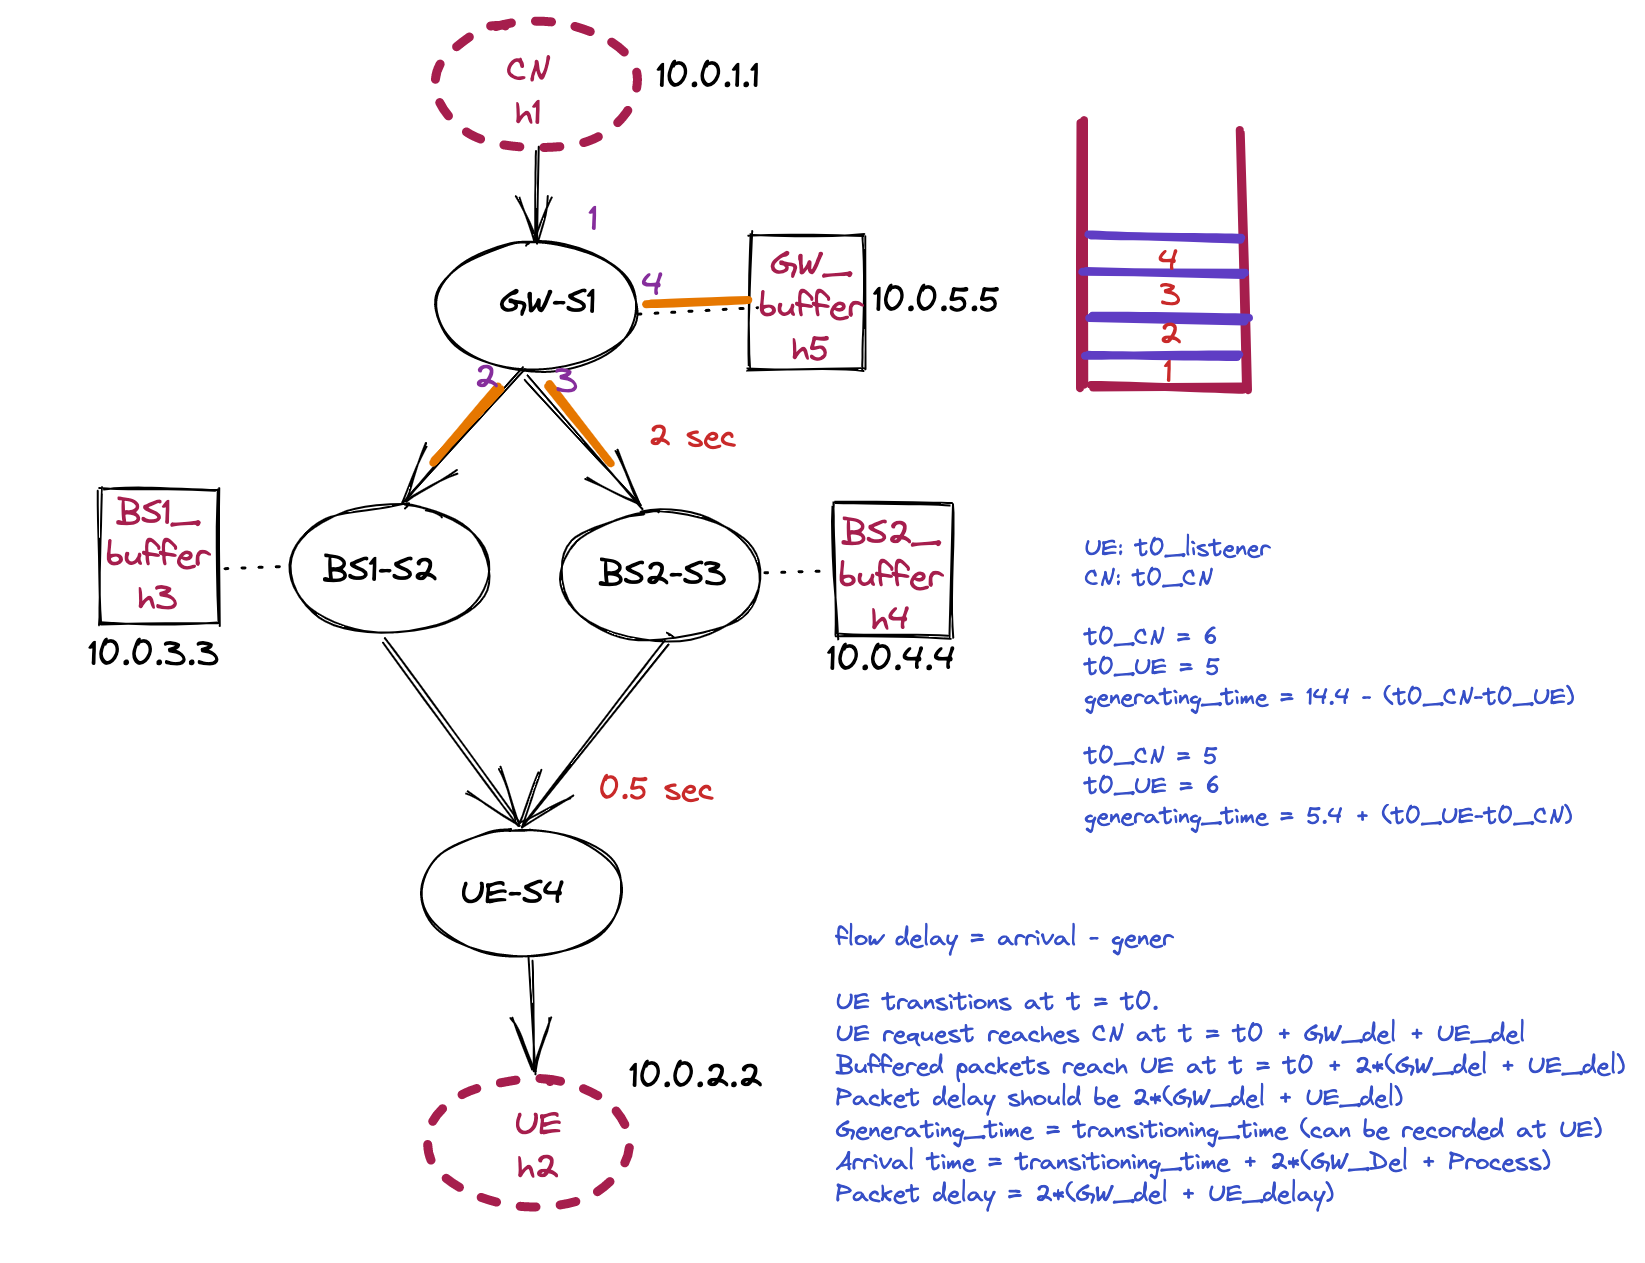 CN
h1
10.0.1.1
1
GW-S1
4
GW_
buffer
h5
10.0.5.5
4
3
2
1
2
3
2 sec
BS1_
buffer
h3
10.0.3.3
BS1-S2
BS2-S3
BS2_
buffer
h4
10.0.4.4
0.5 sec
UE-S4
10.0.2.2
UE
h2
UE: t0_listener
CN: t0_CN
t0_CN = 6
t0_UE = 5
generating_time = 14.4 - (t0_CN-t0_UE)
t0_CN = 5
t0_UE = 6
generating_time = 5.4 + (t0_UE-t0_CN)
flow delay = arrival - gener
UE transitions at t = t0.
UE request reaches CN at t = t0 + GW_del + UE_del
Buffered packets reach UE at t = t0 + 2*(GW_del + UE_del)
Packet delay should be 2*(GW_del + UE_del)
Generating_time = transitioning_time (can be recorded at UE)
Arrival time = transitioning_time + 2*(GW_Del + Process)
Packet delay = 2*(GW_del + UE_delay)